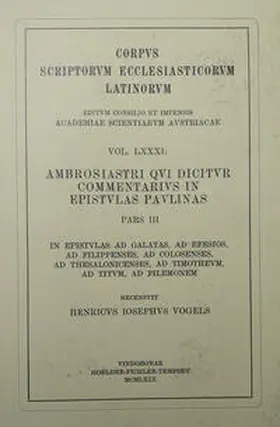 CORPVS
SCRIPTORVM ECCLESIASTICORVM
LATINORVM
EDITVM CONSILIO ET IMPENSIS
ACADEMIAE SCIENTIARVM AVSTRIACAE
VOL. LXXXI:
AMBROSIASTRI QVI DICITVR
COMMENTARIVS IN
EPISTVLAS PAVLINAS
PARS III
IN EPISTVLAS AD GALATAS, AD EFESIOS,
AD FILIPPENSES, AD COLOSENSES,
AD THESALONICENSES, AD TIMOTHEVM,
AD TITVM, AD FILEMONEM
RECENSVIT
HENRICVS IOSEPHVS VOGELS
VINDOBONAE
HOELDER-PICHLER-TEMPSKY
MCMLXIX